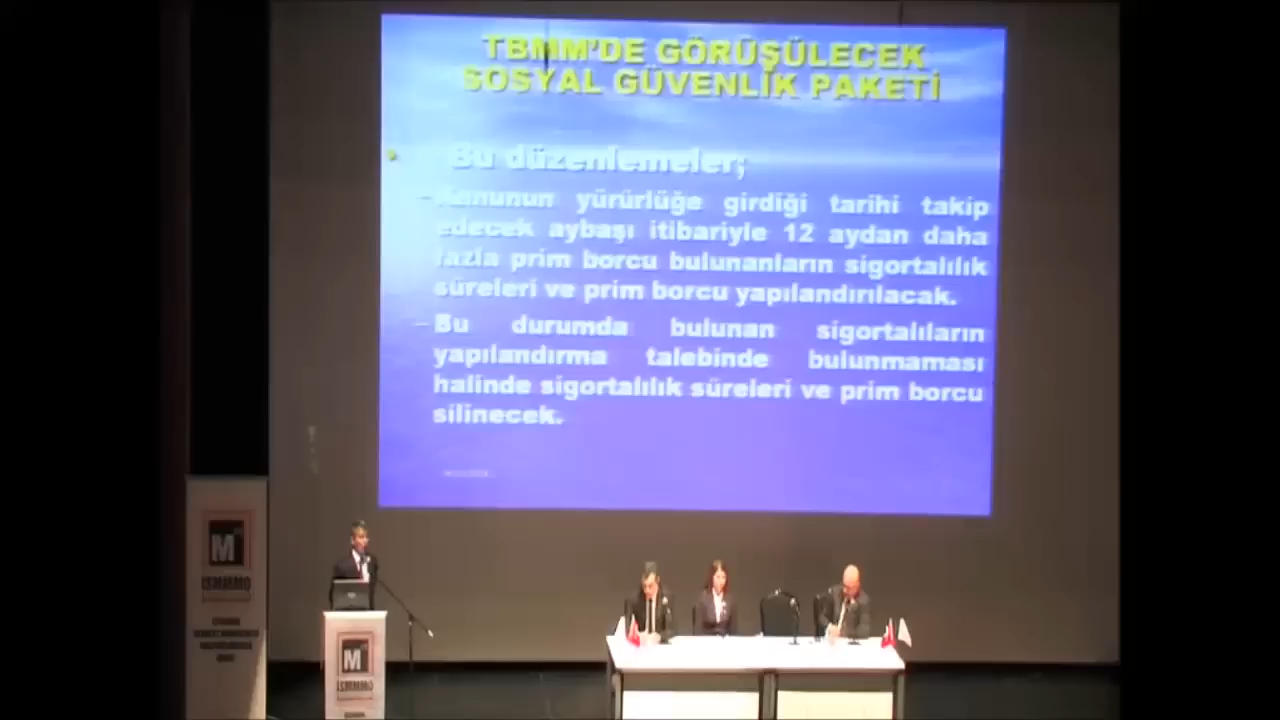 TBMM'DE GÖRÜŞÜLECEK
SOSYAL GÜVENLİK PAKETİ
Bu düzenlemeler;
– Kanunun yürürlüğe girdiği tarihi takip
edecek aybaşı itibariyle 12 aydan daha
fazla prim borcu bulunanların sigortalılık
süreleri ve prim borcu yapılandırılacak.
– Bu durumda bulunan sigortalıların
yapılandırma talebinde bulunmaması
halinde sigortalılık süreleri ve prim borcu
silinecek.
M
İSMMMO
M
İSMMMO